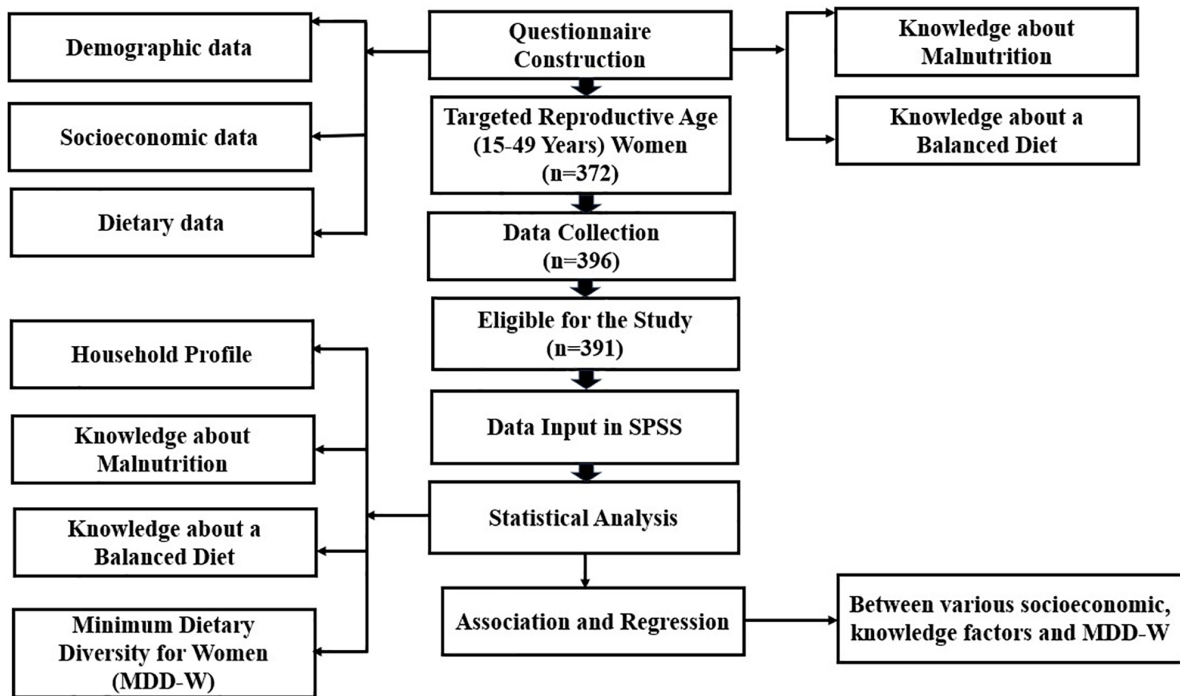 Demographic data
Socioeconomic data
Dietary data
Questionnaire
Construction
Knowledge about
Malnutrition
Knowledge about a
Balanced Diet
Targeted Reproductive Age
(15-49 Years) Women
(n=372)
Data Collection
(n=396)
Eligible for the Study
(n=391)
Data Input in SPSS
Statistical Analysis
Household Profile
Knowledge about
Malnutrition
Knowledge about a
Balanced Diet
Minimum Dietary
Diversity for Women
(MDD-W)
Association and Regression
Between various socioeconomic,
knowledge factors and MDD-W